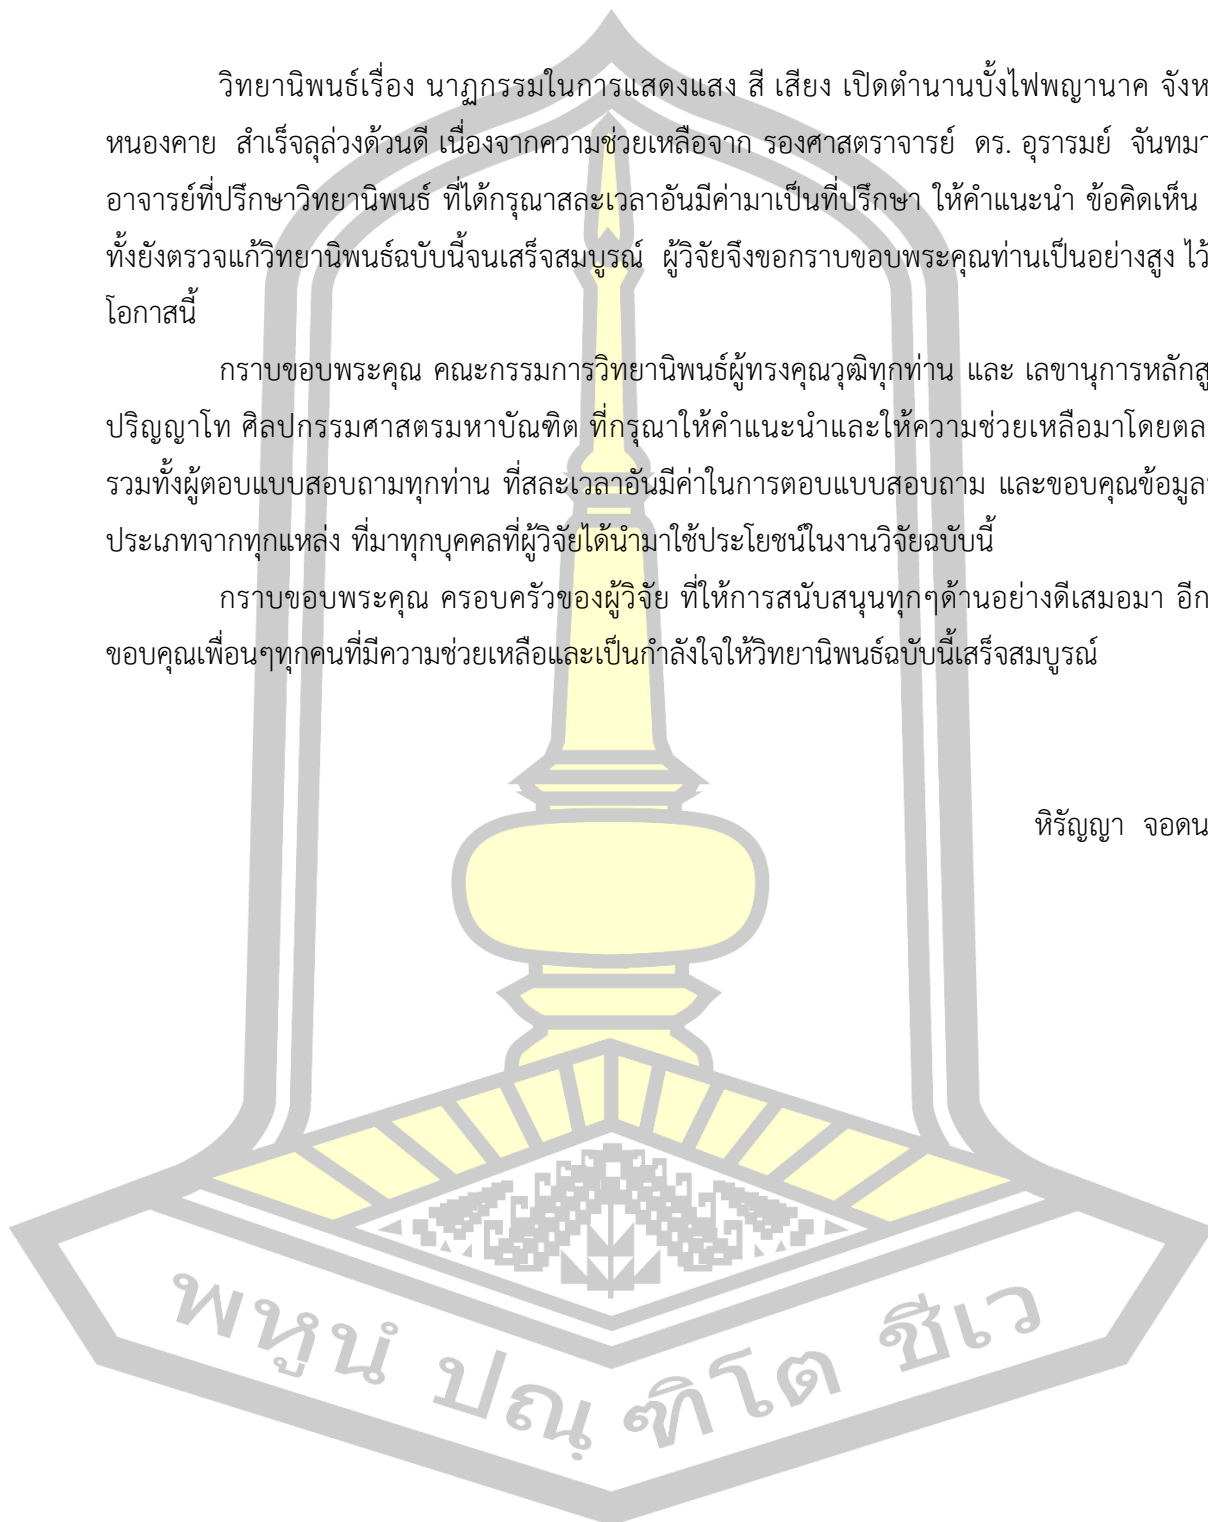 วิทยานิพนธ์เรื่อง นาฏกรรมในการแสดงแสง สี เสียง เปิดตำนานบั้งไฟพญานาค จังห
หนองคาย สำเร็จลุล่วงด้วนดี เนื่องจากความช่วยเหลือจาก รองศาสตราจารย์ ดร. อุรารมย์ จันทมา
อาจารย์ที่ปรึกษาวิทยานิพนธ์ ที่ได้กรุณาสละเวลาอันมีค่ามาเป็นที่ปรึกษา ให้คำแนะนำ ข้อคิดเห็น
ทั้งยังตรวจแก้วิทยานิพนธ์ฉบับนี้จนเสร็จสมบูรณ์ ผู้วิจัยจึงขอกราบขอบพระคุณท่านเป็นอย่างสูง ไว้
โอกาสนี้
กราบขอบพระคุณ คณะกรรมการวิทยานิพนธ์ผู้ทรงคุณวุฒิทุกท่าน และ เลขานุการหลักสู
ปริญญาโท ศิลปกรรมศาสตรมหาบัณฑิต ที่กรุณาให้คำแนะนำและให้ความช่วยเหลือมาโดยตล
รวมทั้งผู้ตอบแบบสอบถามทุกท่าน ที่สละเวลาอันมีค่าในการตอบแบบสอบถาม และขอบคุณข้อมูล
ประเภทจากทุกแหล่ง ที่มาทุกบุคคลที่ผู้วิจัยได้นำมาใช้ประโยชน์ในงานวิจัยฉบับนี้
กราบขอบพระคุณ ครอบครัวของผู้วิจัย ที่ให้การสนับสนุนทุกๆด้านอย่างดีเสมอมา อีก
ขอบคุณเพื่อนๆทุกคนที่มีความช่วยเหลือและเป็นกำลังใจให้วิทยานิพนธ์ฉบับนี้เสร็จสมบูรณ์
หิรัญญา จอดน
พหูนํ ปณฺฑิโต ชีเว